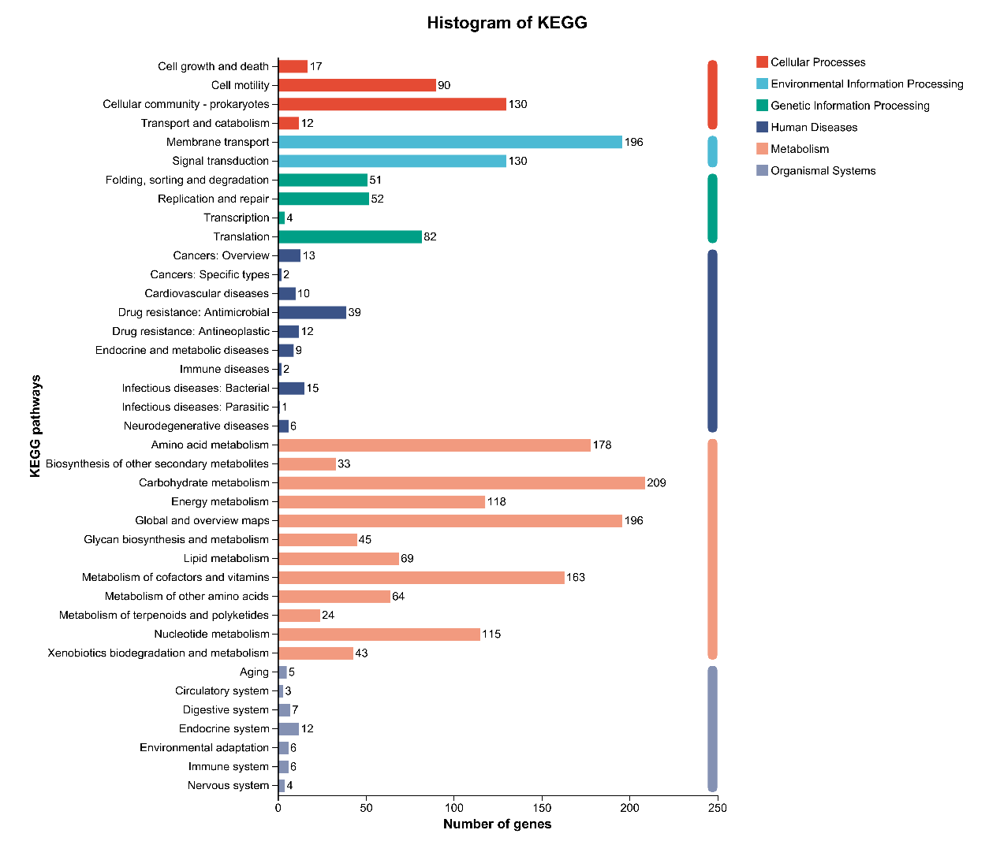 Histogram of KEGG
Cell growth and death 17
Cell motility 90
Cellular community - prokaryotes 130
Transport and catabolism 12
Membrane transport 196
Signal transduction 130
Folding, sorting and degradation 51
Replication and repair 52
Transcription 4
Translation 82
Cancers: Overview 13
Cancers: Specific types 2
Cardiovascular diseases 10
Drug resistance: Antimicrobial 39
Drug resistance: Antineoplastic 12
Endocrine and metabolic diseases 9
Immune diseases 2
Infectious diseases: Bacterial 15
Infectious diseases: Parasitic 1
Neurodegenerative diseases 6
Amino acid metabolism 178
Biosynthesis of other secondary metabolites 33
Carbohydrate metabolism 209
Energy metabolism 118
Global and overview maps 196
Glycan biosynthesis and metabolism 45
Lipid metabolism 69
Metabolism of cofactors and vitamins 163
Metabolism of other amino acids 64
Metabolism of terpenoids and polyketides 24
Nucleotide metabolism 115
Xenobiotics biodegradation and metabolism 43
Aging 5
Circulatory system 3
Digestive system 7
Endocrine system 12
Environmental adaptation 6
Immune system 6
Nervous system 4
0 50 100 150 200 250
Number of genes
KEGG pathways
Cellular Processes
Environmental Information Processing
Genetic Information Processing
Human Diseases
Metabolism
Organismal Systems